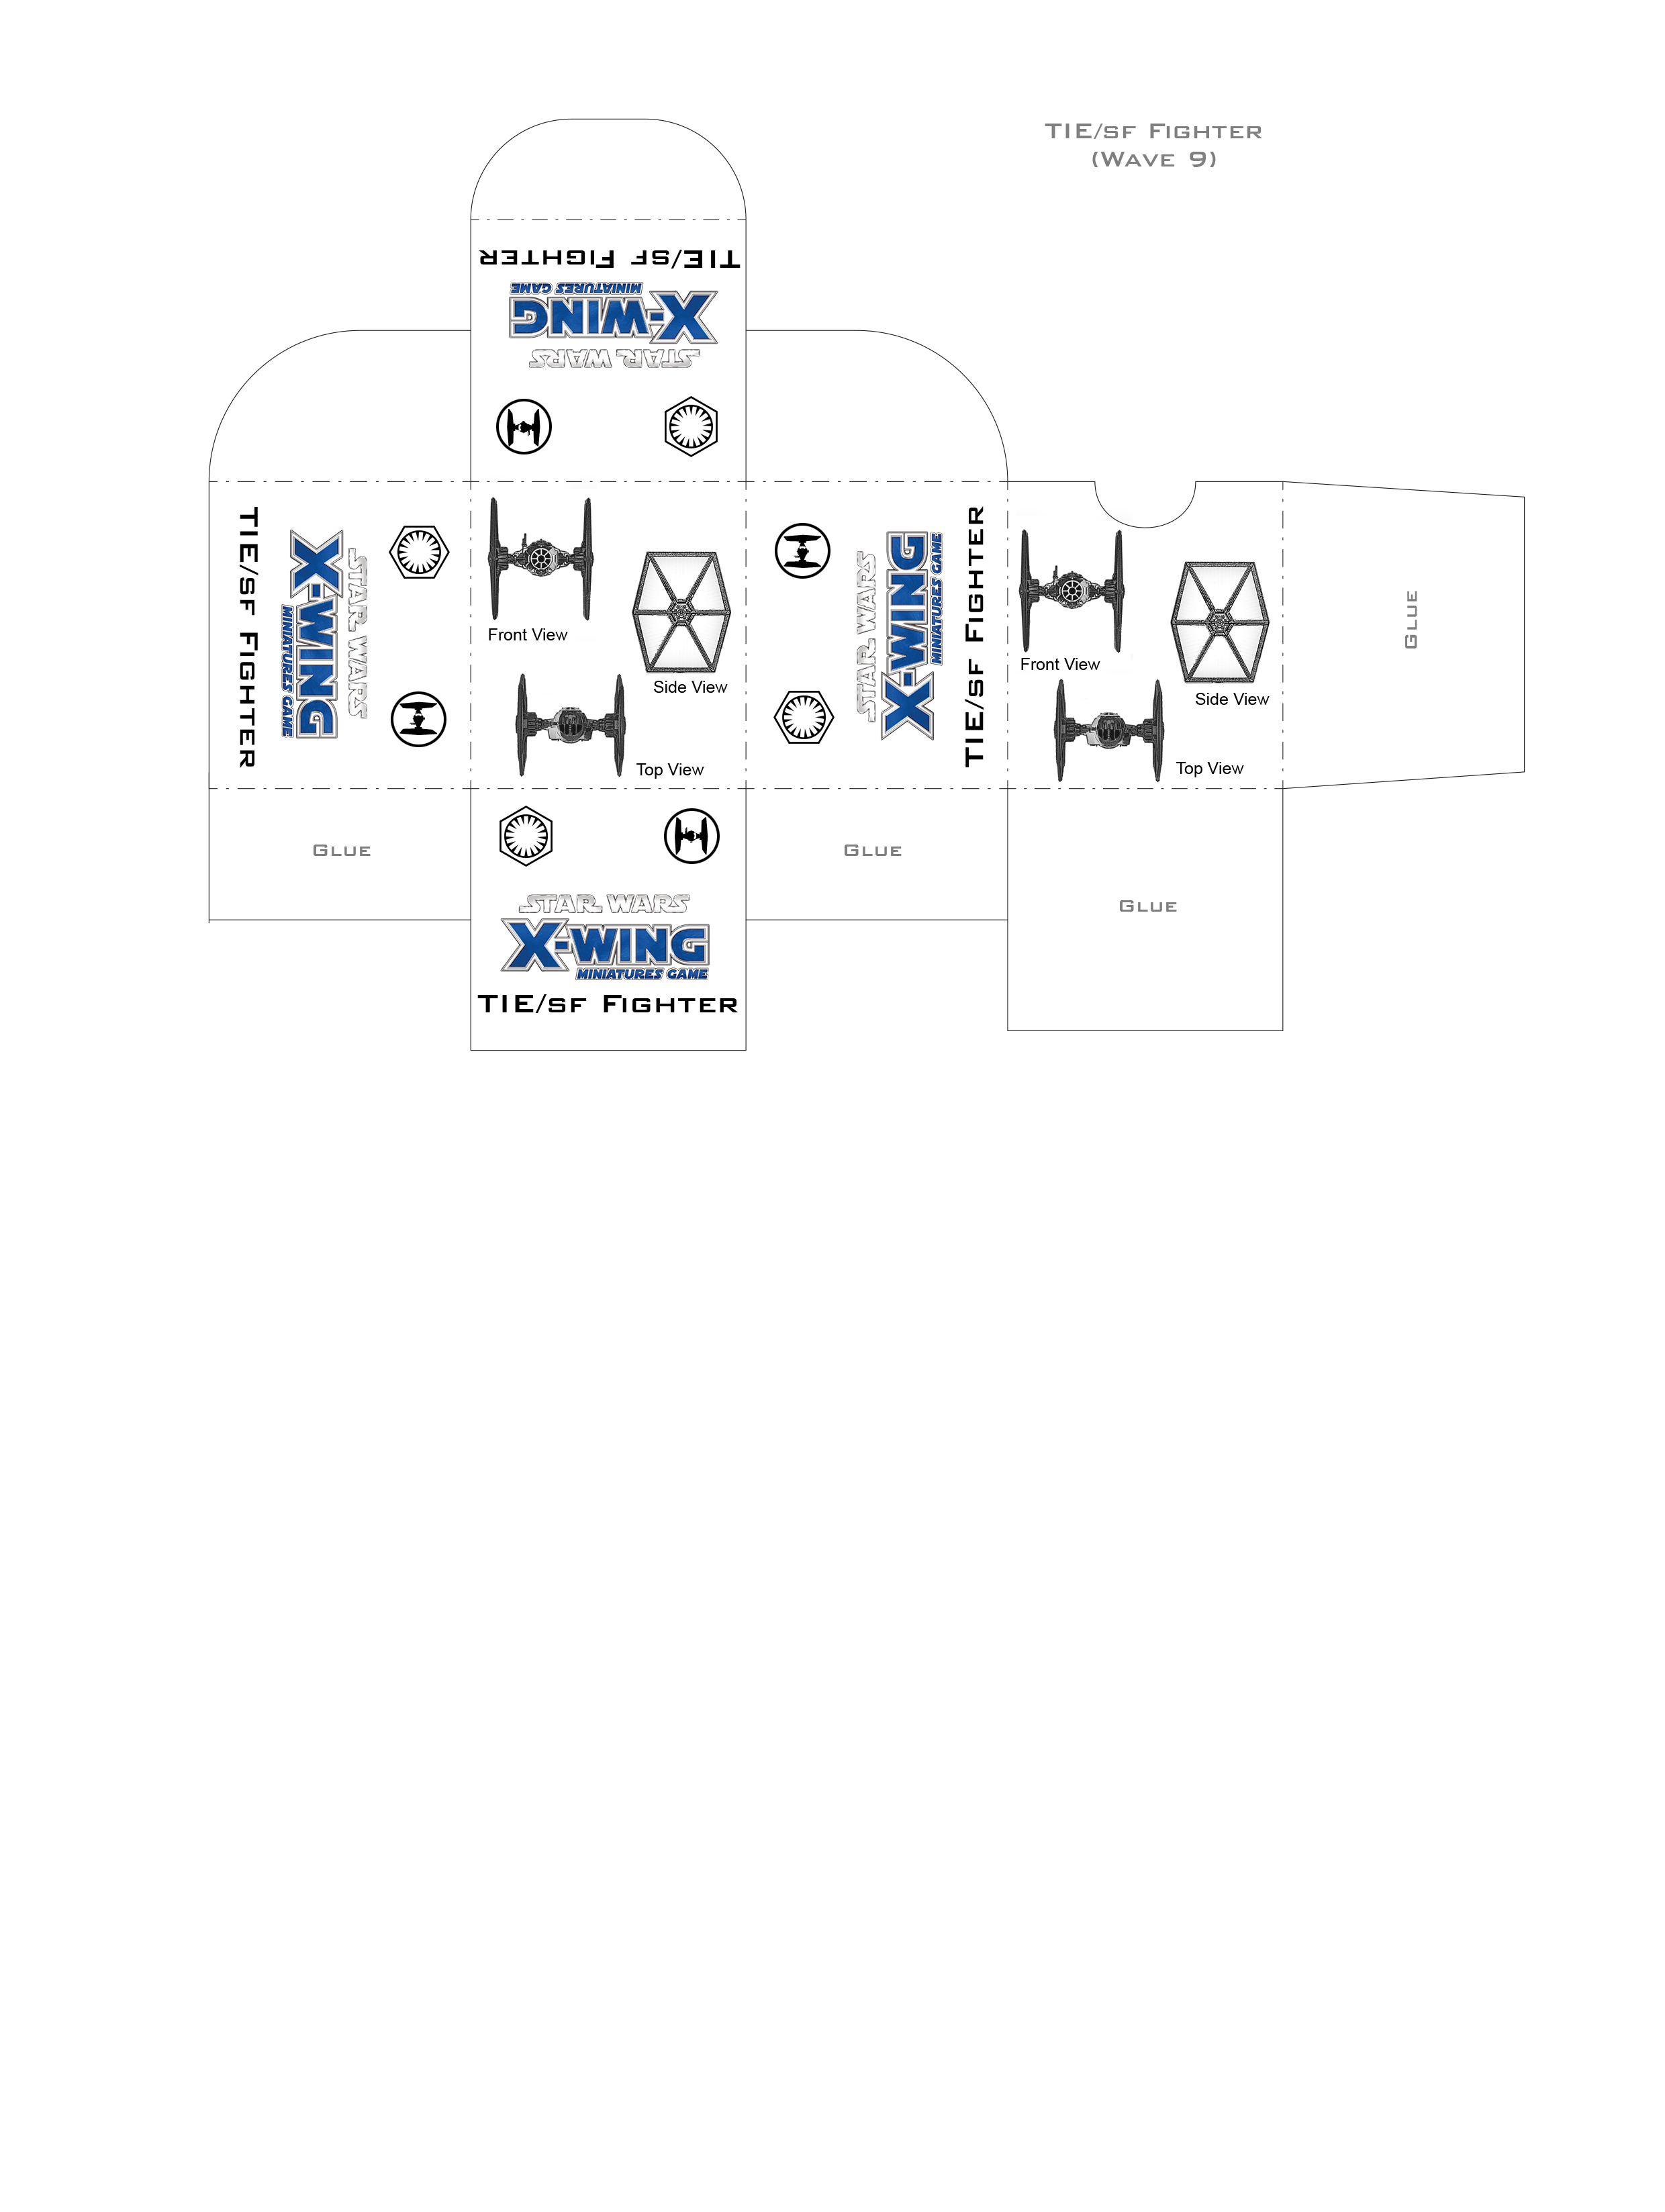 TIE/SF FIGHTER
(WAVE 9)
TIE/SF FIGHTER
X-WING
MINIATURES GAME
STAR WARS
TIE/SF FIGHTER
STAR WARS
X-WING
MINIATURES GAME
Front View
Side View
Top View
STAR WARS
X-WING
MINIATURES GAME
TIE/SF FIGHTER
Front View
Side View
Top View
GLUE
GLUE
STAR WARS
X-WING
MINIATURES GAME
TIE/SF FIGHTER
GLUE
GLUE